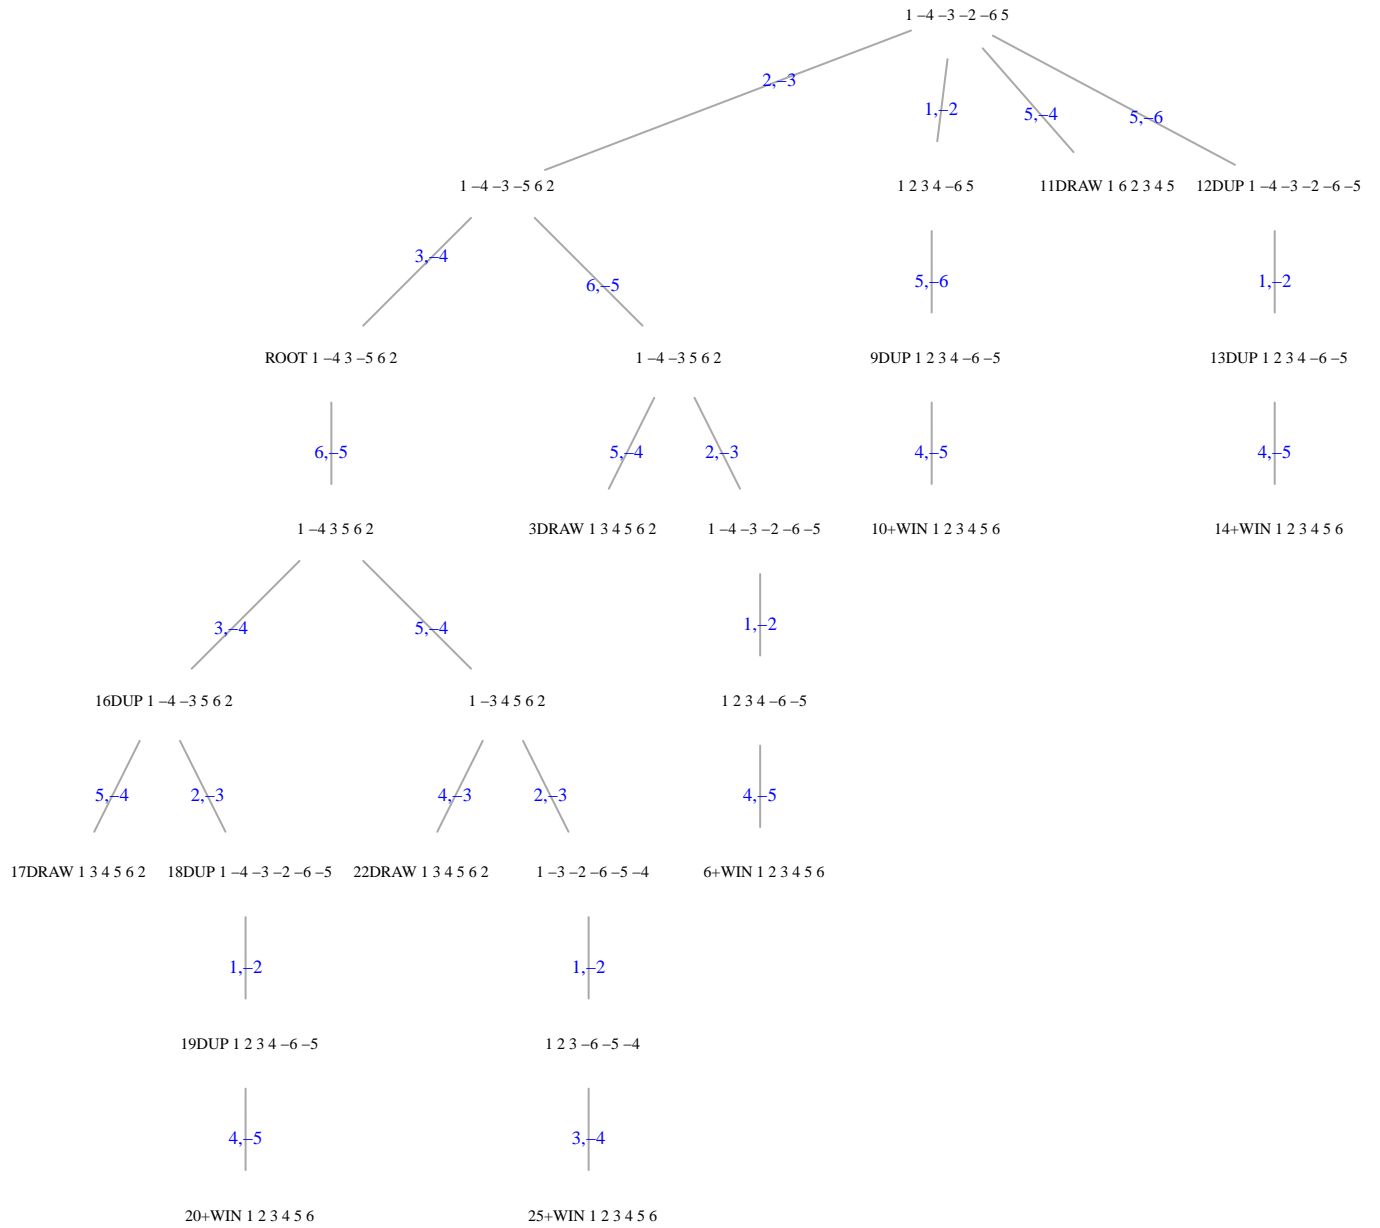 1 –4 –3 –2 –6 5
2,–3
1,–2
5,–4
5,–6
1 –4 –3 –5 6 2
1 2 3 4 –6 5
11DRAW 1 6 2 3 4 5
12DUP 1 –4 –3 –2 –6 –5
3,–4
6,–5
5,–6
1,–2
ROOT 1 –4 3 –5 6 2
1 –4 –3 5 6 2
9DUP 1 2 3 4 –6 –5
13DUP 1 2 3 4 –6 –5
6,–5
5,–4
2,–3
4,–5
4,–5
1 –4 3 5 6 2
3DRAW 1 3 4 5 6 2
1 –4 –3 –2 –6 –5
10+WIN 1 2 3 4 5 6
14+WIN 1 2 3 4 5 6
3,–4
5,–4
1,–2
16DUP 1 –4 –3 5 6 2
1 –3 4 5 6 2
1 2 3 4 –6 –5
5,–4
2,–3
4,–3
2,–3
4,–5
17DRAW 1 3 4 5 6 2
18DUP 1 –4 –3 –2 –6 –5
22DRAW 1 3 4 5 6 2
1 –3 –2 –6 –5 –4
6+WIN 1 2 3 4 5 6
1,–2
1,–2
19DUP 1 2 3 4 –6 –5
1 2 3 –6 –5 –4
4,–5
3,–4
20+WIN 1 2 3 4 5 6
25+WIN 1 2 3 4 5 6